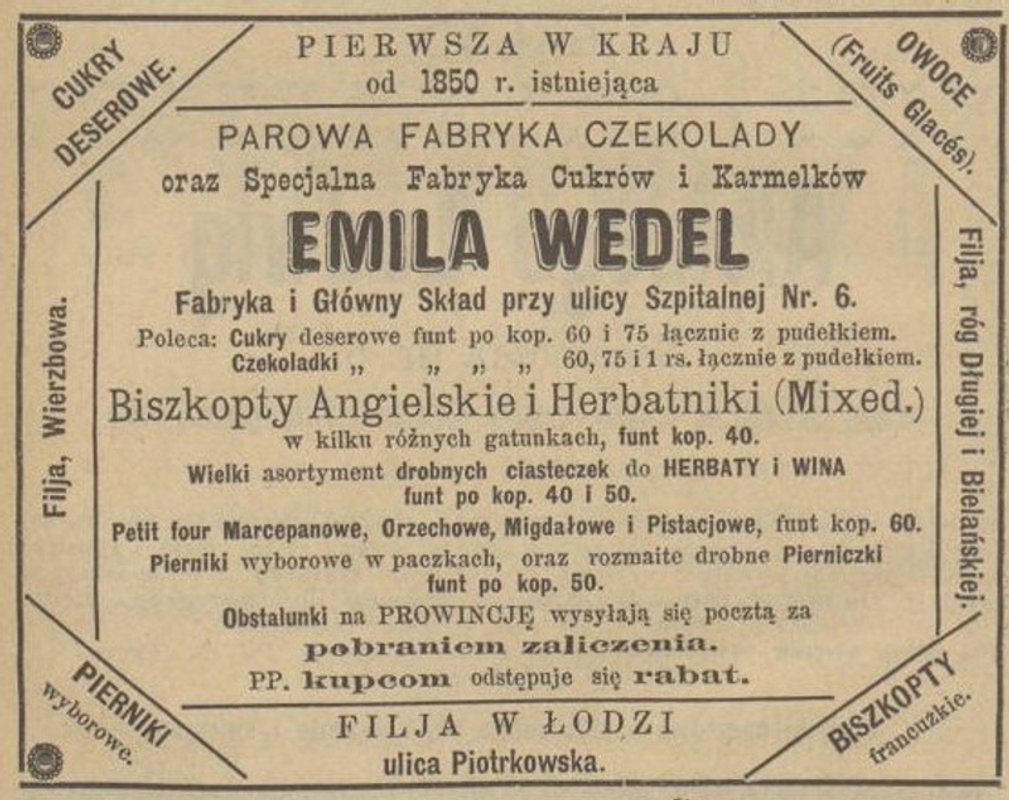 CUKRY
DESEROWE.
PIERWSZA W KRAJU
od 1850 r. istniejąca
OWOCE
(Fruits Glacés).
PAROWA FABRYKA CZEKOLADY
oraz Specjalna Fabryka Cukrów i Karmelków
EMILA WEDEL
Fabryka i Główny Skład przy ulicy Szpitalnej Nr. 6.
Poleca: Cukry deserowe funt po kop. 60 i 75 łącznie z pudełkiem.
Czekoladki „ „ „ „ 60, 75 i 1 rs. łącznie z pudełkiem.
Biszkopty Angielskie i Herbatniki (Mixed.)
w kilku różnych gatunkach, funt kop. 40.
Wielki asortyment drobnych ciasteczek do HERBATY i WINA
funt po kop. 40 i 50.
Petit four Marcepanowe, Orzechowe, Migdałowe i Pistacjowe, funt kop. 60.
Pierniki wyborowe w paczkach, oraz rozmaite drobne Pierniczki
funt po kop. 50.
Obstalunki na PROWINCJĘ wysyłają się pocztą za
pobraniem zaliczenia.
PP. kupcom odstępuje się rabat.
Filja, Wierzbowa.
Filja, róg Długiej i Bielańskiej.
PIERNIKI
wyborowe.
FILJA W ŁODZI
ulica Piotrkowska.
BISZKOPTY
francuzkie.